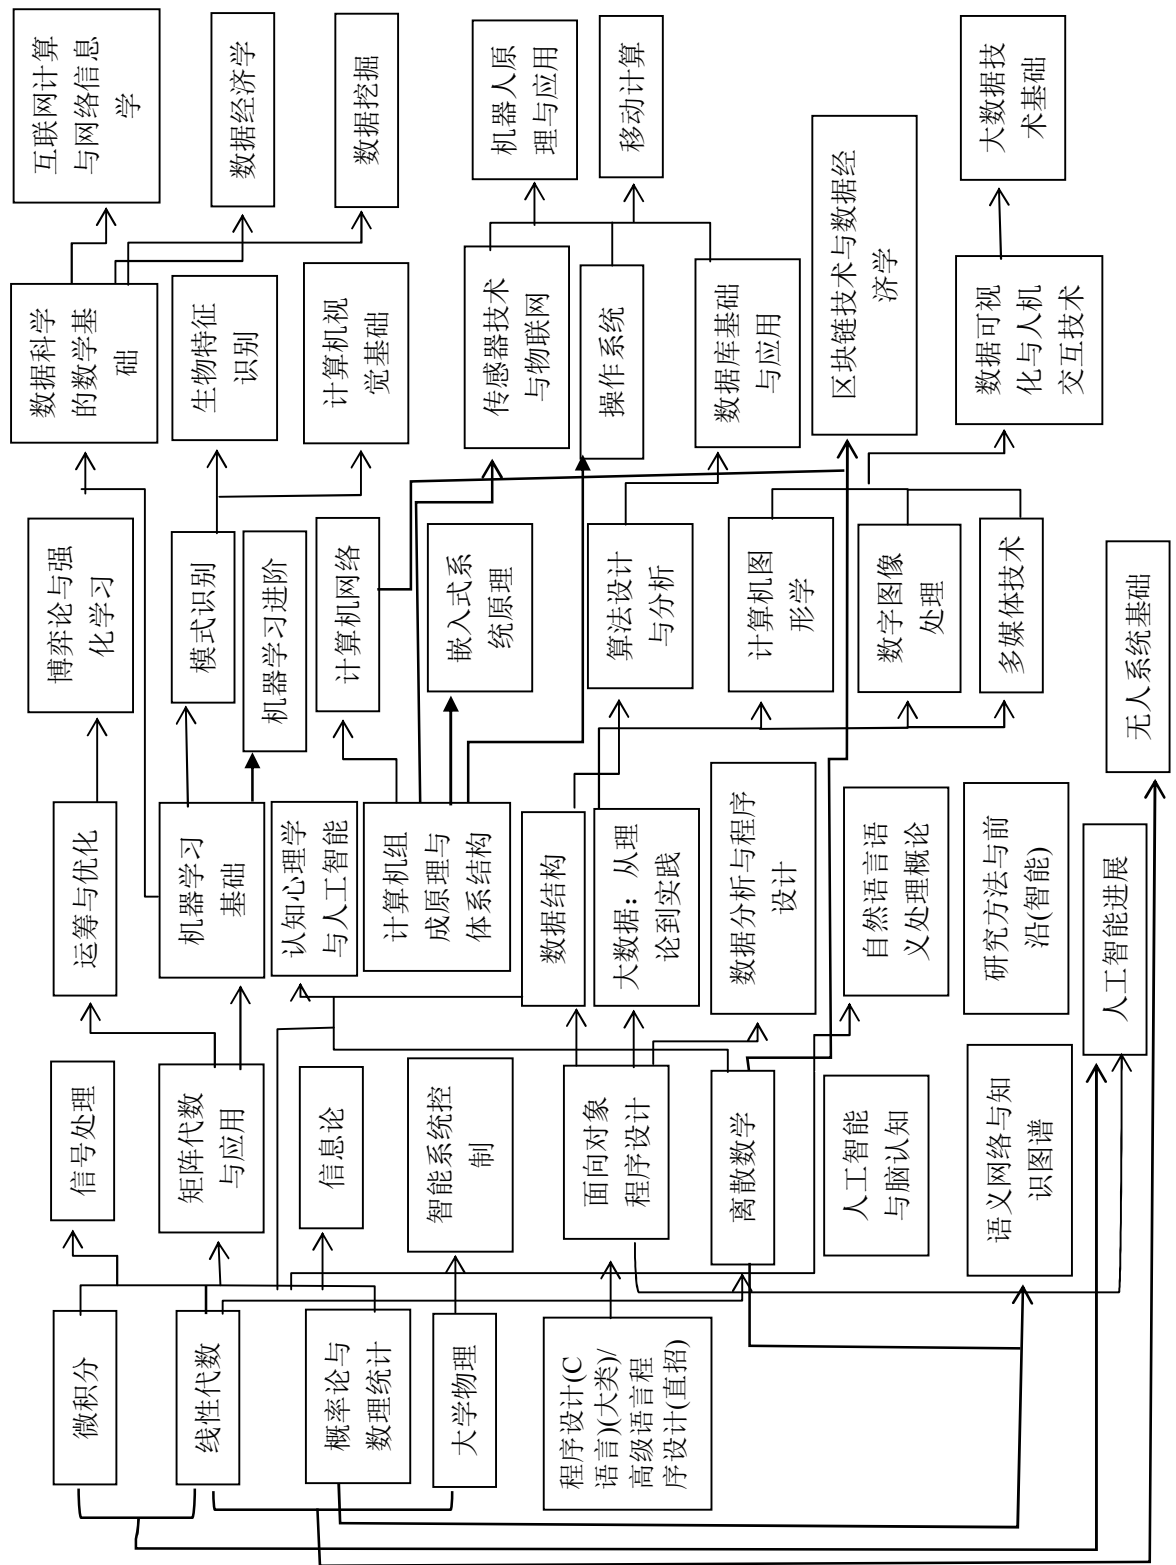 微积分
线性代数
概率论与
数理统计
大学物理
程序设计(C
语言)(大类)/
高级语言程
序设计(直招)
信号处理
矩阵代数
与应用
信息论
智能系统控
制
面向对象
程序设计
离散数学
人工智能
与脑认知
语义网络与知
识图谱
运筹与优化
机器学习
基础
认知心理学
与人工智能
计算机组
成原理与
体系结构
数据结构
大数据：从理
论到实践
数据分析与程序
设计
自然语言语
义处理概论
研究方法与前
沿(智能)
人工智能进展
博弈论与强
化学习
模式识别
机器学习进阶
计算机网络
嵌入式系
统原理
算法设计
与分析
计算机图
形学
数字图像
处理
多媒体技术
无人系统基础
数据科学
的数学基
础
生物特征
识别
计算机视
觉基础
传感器技术
与物联网
操作系统
数据库基础
与应用
区块链技术与数据经
济学
数据可视
化与人机
交互技术
互联网计算
与网络信息
学
数据经济学
数据挖掘
机器人原
理与应用
移动计算
大数据技
术基础